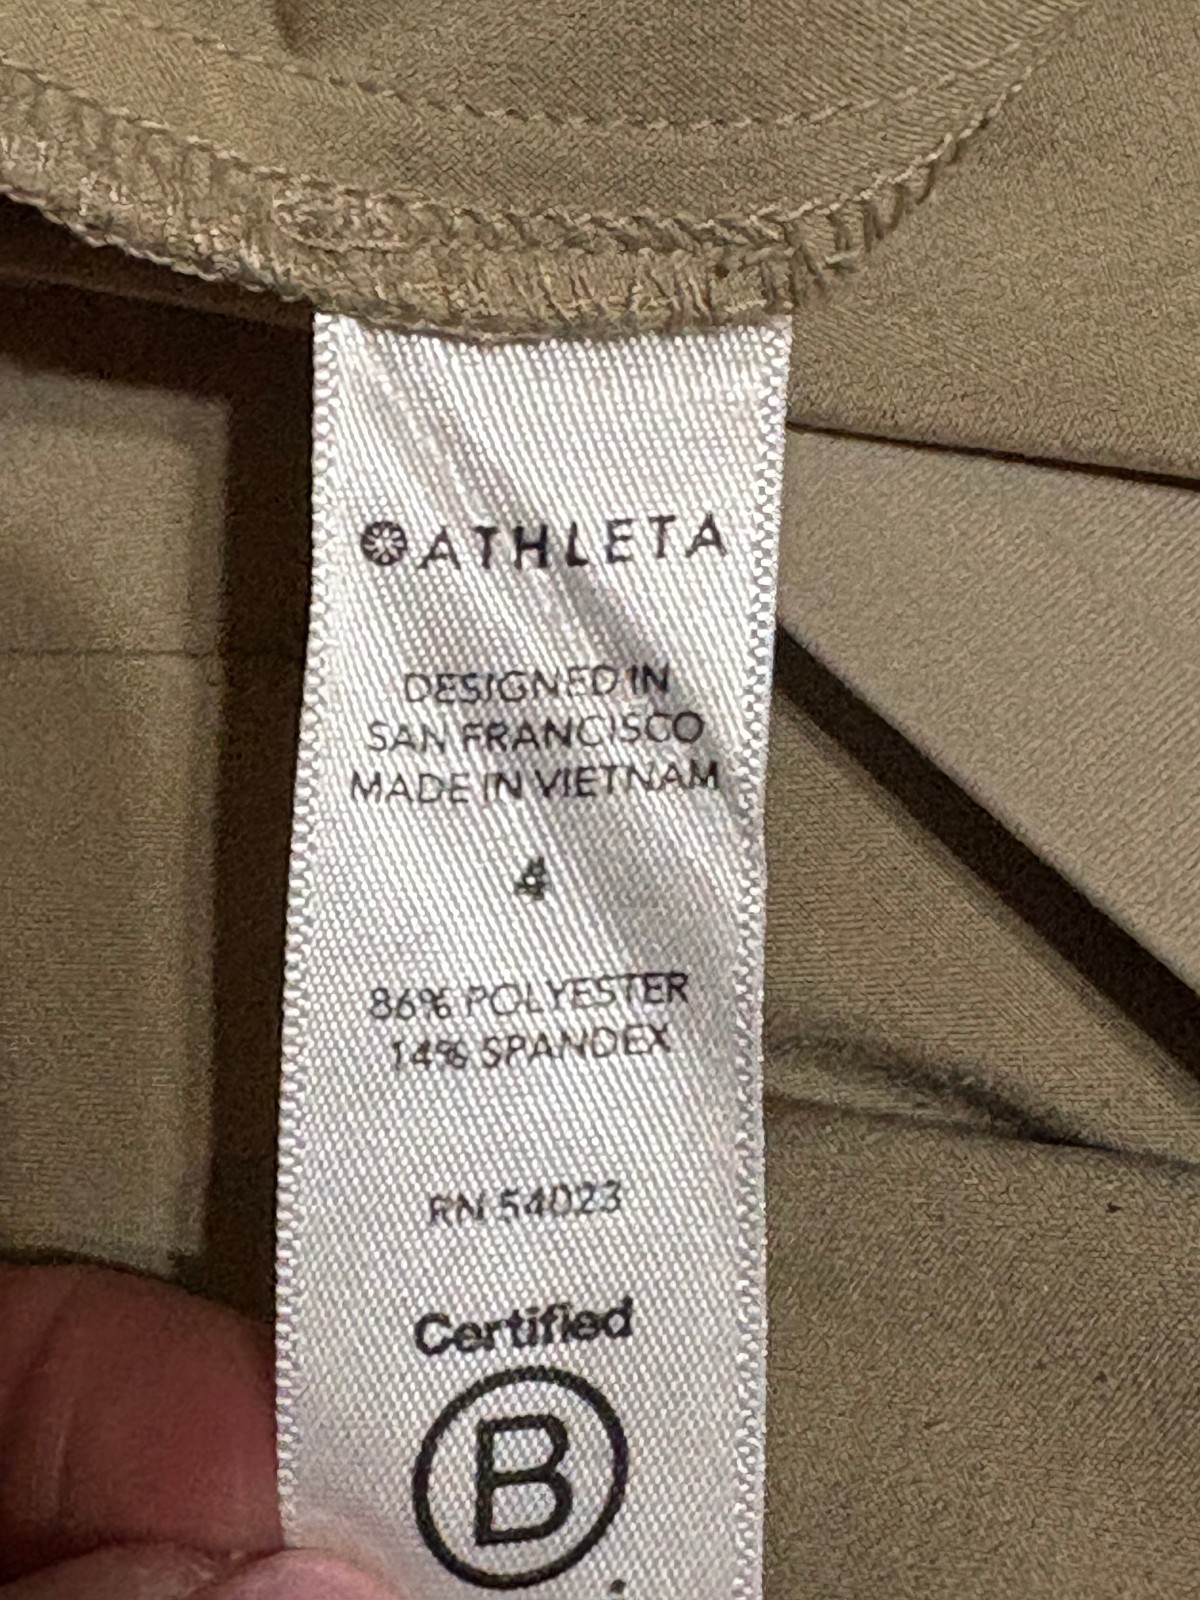 ATHLETA
DESIGNED IN
SAN FRANCISCO
MADE IN VIETNAM
4
86% POLYESTER
14% SPANDEX
RN 54023
Certified
B